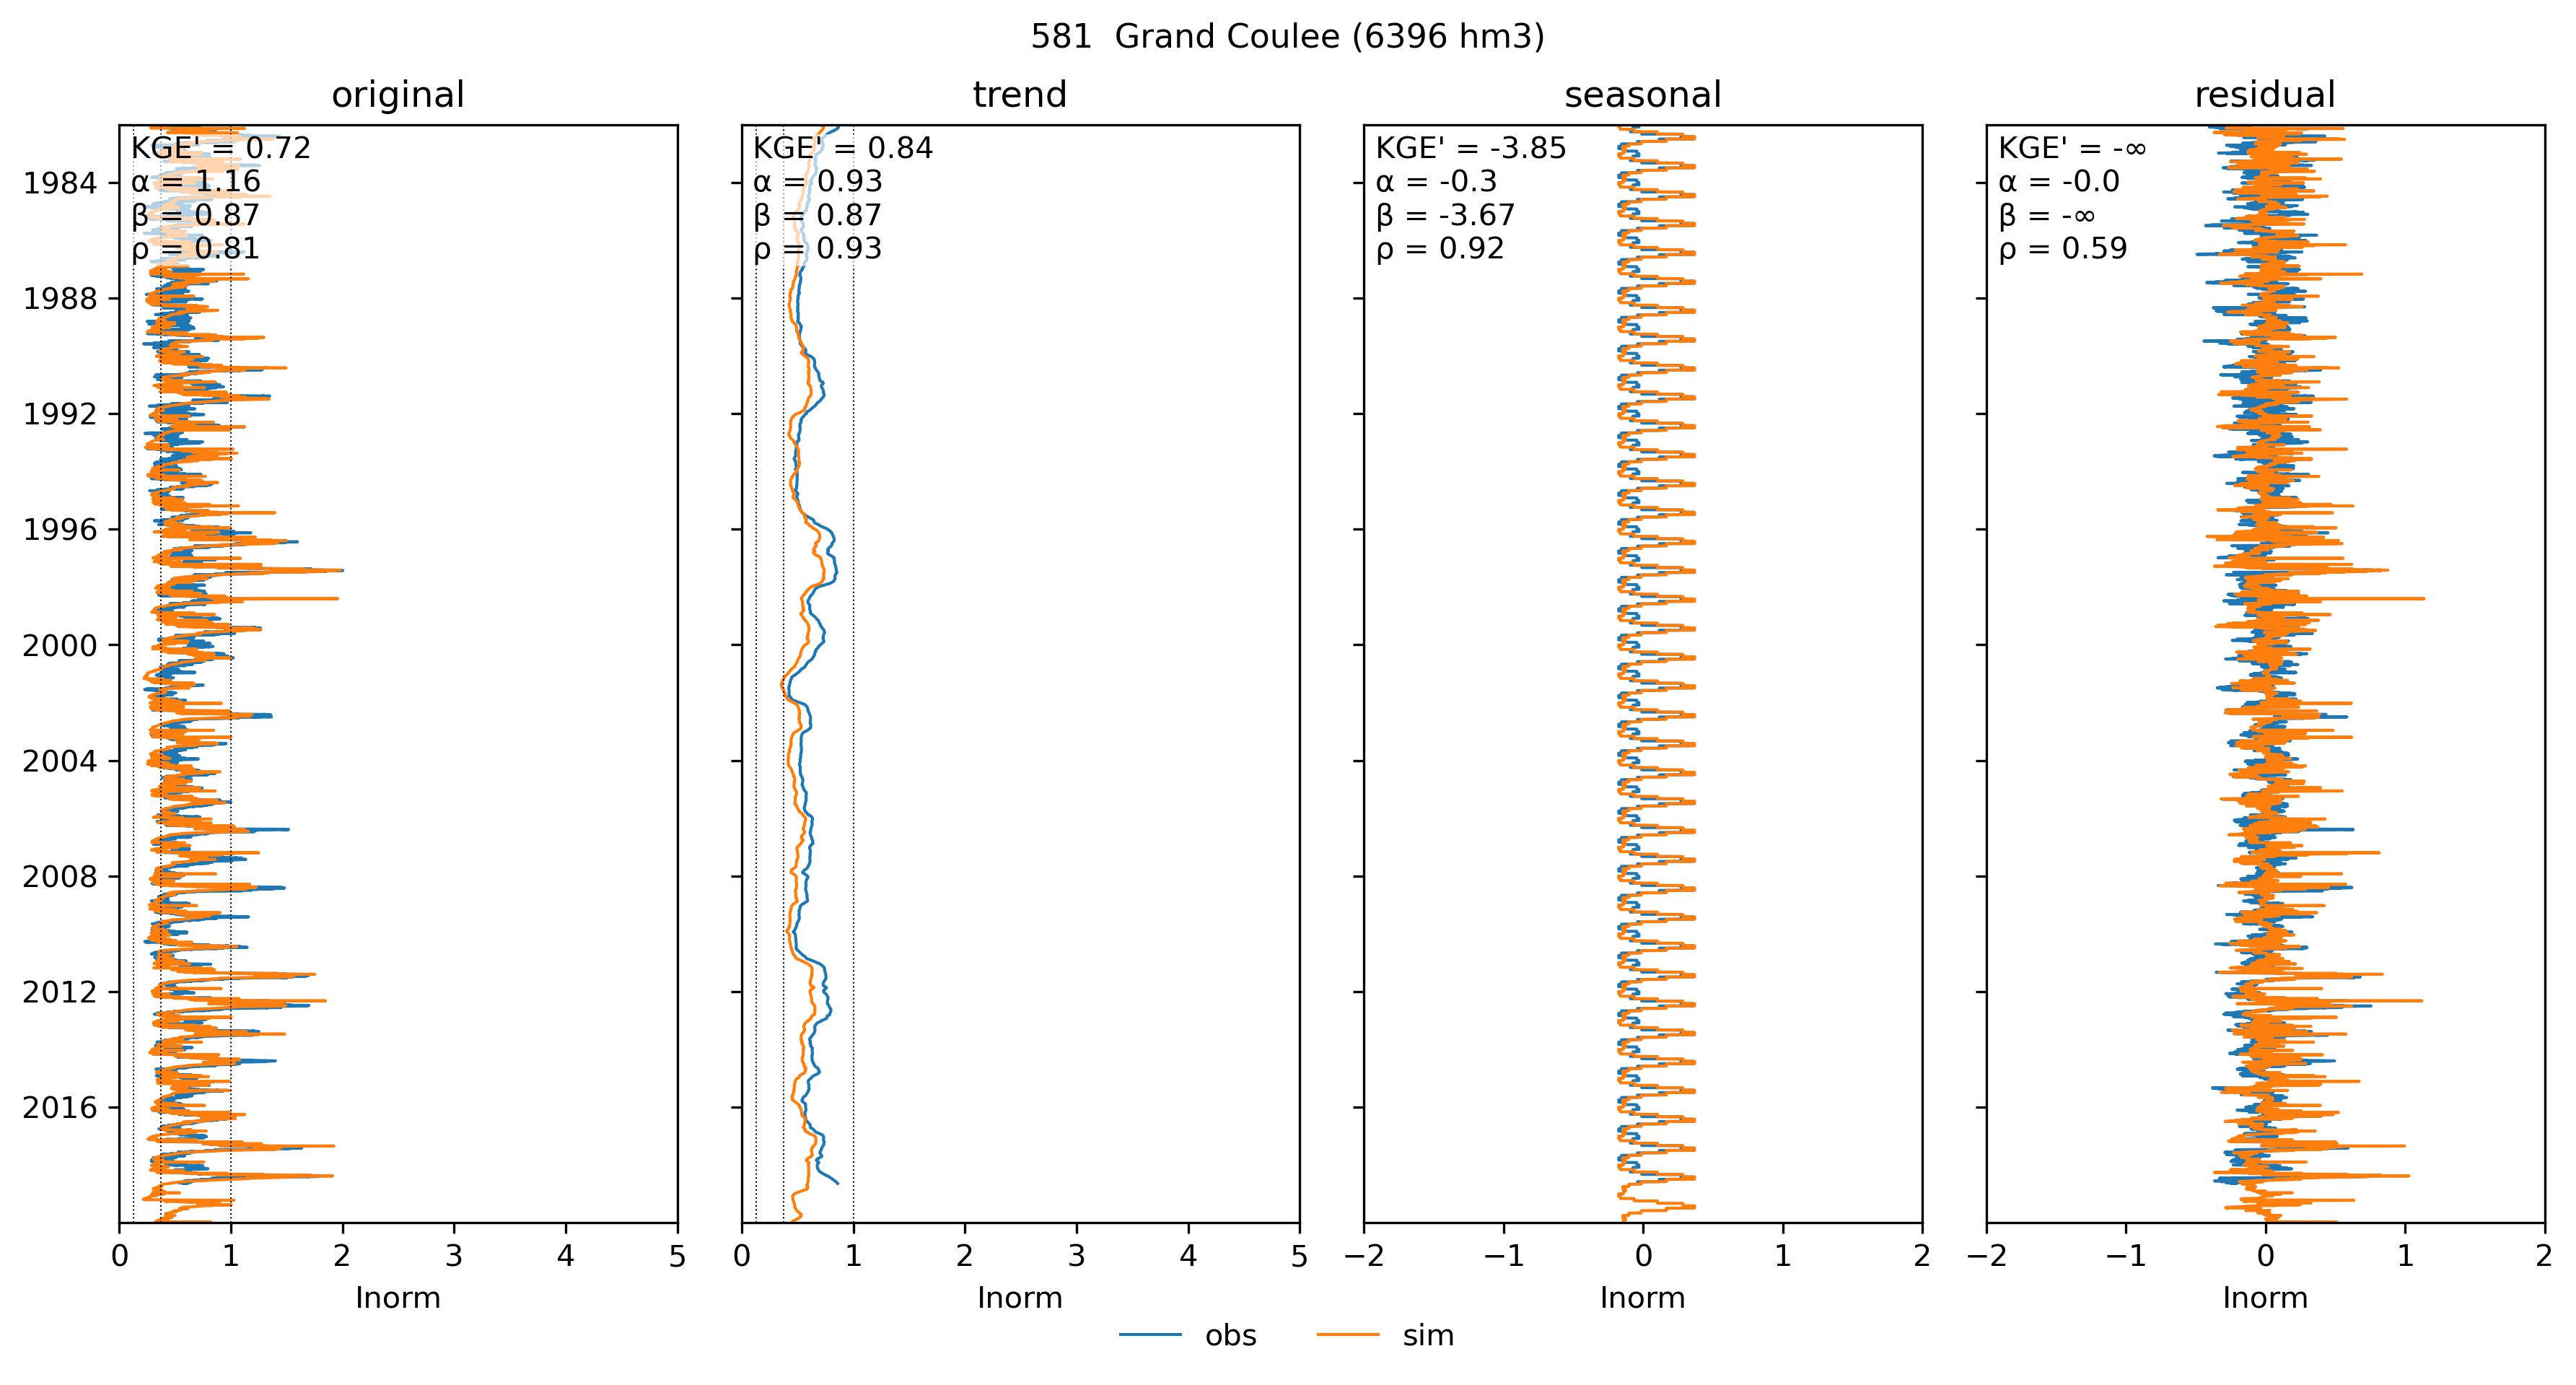 581  Grand Coulee (6396 hm3)
original
trend
seasonal
residual
KGE' = 0.72
α = 1.16
β = 0.87
ρ = 0.81
KGE' = 0.84
α = 0.93
β = 0.87
ρ = 0.93
KGE' = -3.85
α = -0.3
β = -3.67
ρ = 0.92
KGE' = -∞
α = -0.0
β = -∞
ρ = 0.59
1984
1988
1992
1996
2000
2004
2008
2012
2016
0 1 2 3 4 5
0 1 2 3 4 5
−2 −1 0 1 2
−2 −1 0 1 2
Inorm
Inorm
Inorm
Inorm
obs sim